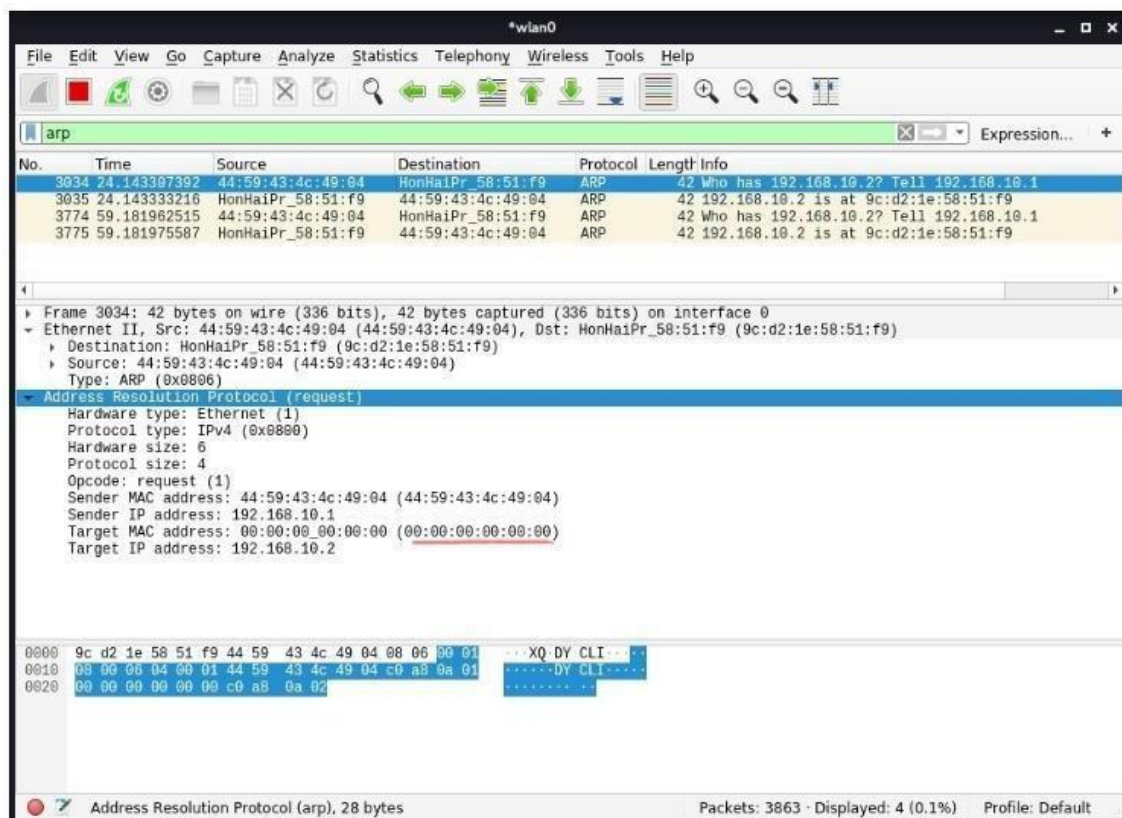 *wlan0
File Edit View Go Capture Analyze Statistics Telephony Wireless Tools Help
arp Expression... +
No. Time Source Destination Protocol Length Info
3034 24.143307392 44:59:43:4c:49:04 HonHaiPr_58:51:f9 ARP 42 Who has 192.168.10.2? Tell 192.168.10.1
3035 24.143333216 HonHaiPr_58:51:f9 44:59:43:4c:49:04 ARP 42 192.168.10.2 is at 9c:d2:1e:58:51:f9
3774 59.181962515 44:59:43:4c:49:04 HonHaiPr_58:51:f9 ARP 42 Who has 192.168.10.2? Tell 192.168.10.1
3775 59.181975587 HonHaiPr_58:51:f9 44:59:43:4c:49:04 ARP 42 192.168.10.2 is at 9c:d2:1e:58:51:f9
Frame 3034: 42 bytes on wire (336 bits), 42 bytes captured (336 bits) on interface 0
Ethernet II, Src: 44:59:43:4c:49:04 (44:59:43:4c:49:04), Dst: HonHaiPr_58:51:f9 (9c:d2:1e:58:51:f9)
Destination: HonHaiPr_58:51:f9 (9c:d2:1e:58:51:f9)
Source: 44:59:43:4c:49:04 (44:59:43:4c:49:04)
Type: ARP (0x0806)
Address Resolution Protocol (request)
Hardware type: Ethernet (1)
Protocol type: IPv4 (0x0800)
Hardware size: 6
Protocol size: 4
Opcode: request (1)
Sender MAC address: 44:59:43:4c:49:04 (44:59:43:4c:49:04)
Sender IP address: 192.168.10.1
Target MAC address: 00:00:00_00:00:00 (00:00:00:00:00:00)
Target IP address: 192.168.10.2
0000 9c d2 1e 58 51 f9 44 59 43 4c 49 04 08 06 00 01 ···XQ·DY CLI·····
0010 08 00 06 04 00 01 44 59 43 4c 49 04 c0 a8 0a 01 ······DY CLI·····
0020 00 00 00 00 00 00 c0 a8 0a 02 ········ ··
Address Resolution Protocol (arp), 28 bytes Packets: 3863 · Displayed: 4 (0.1%) Profile: Default